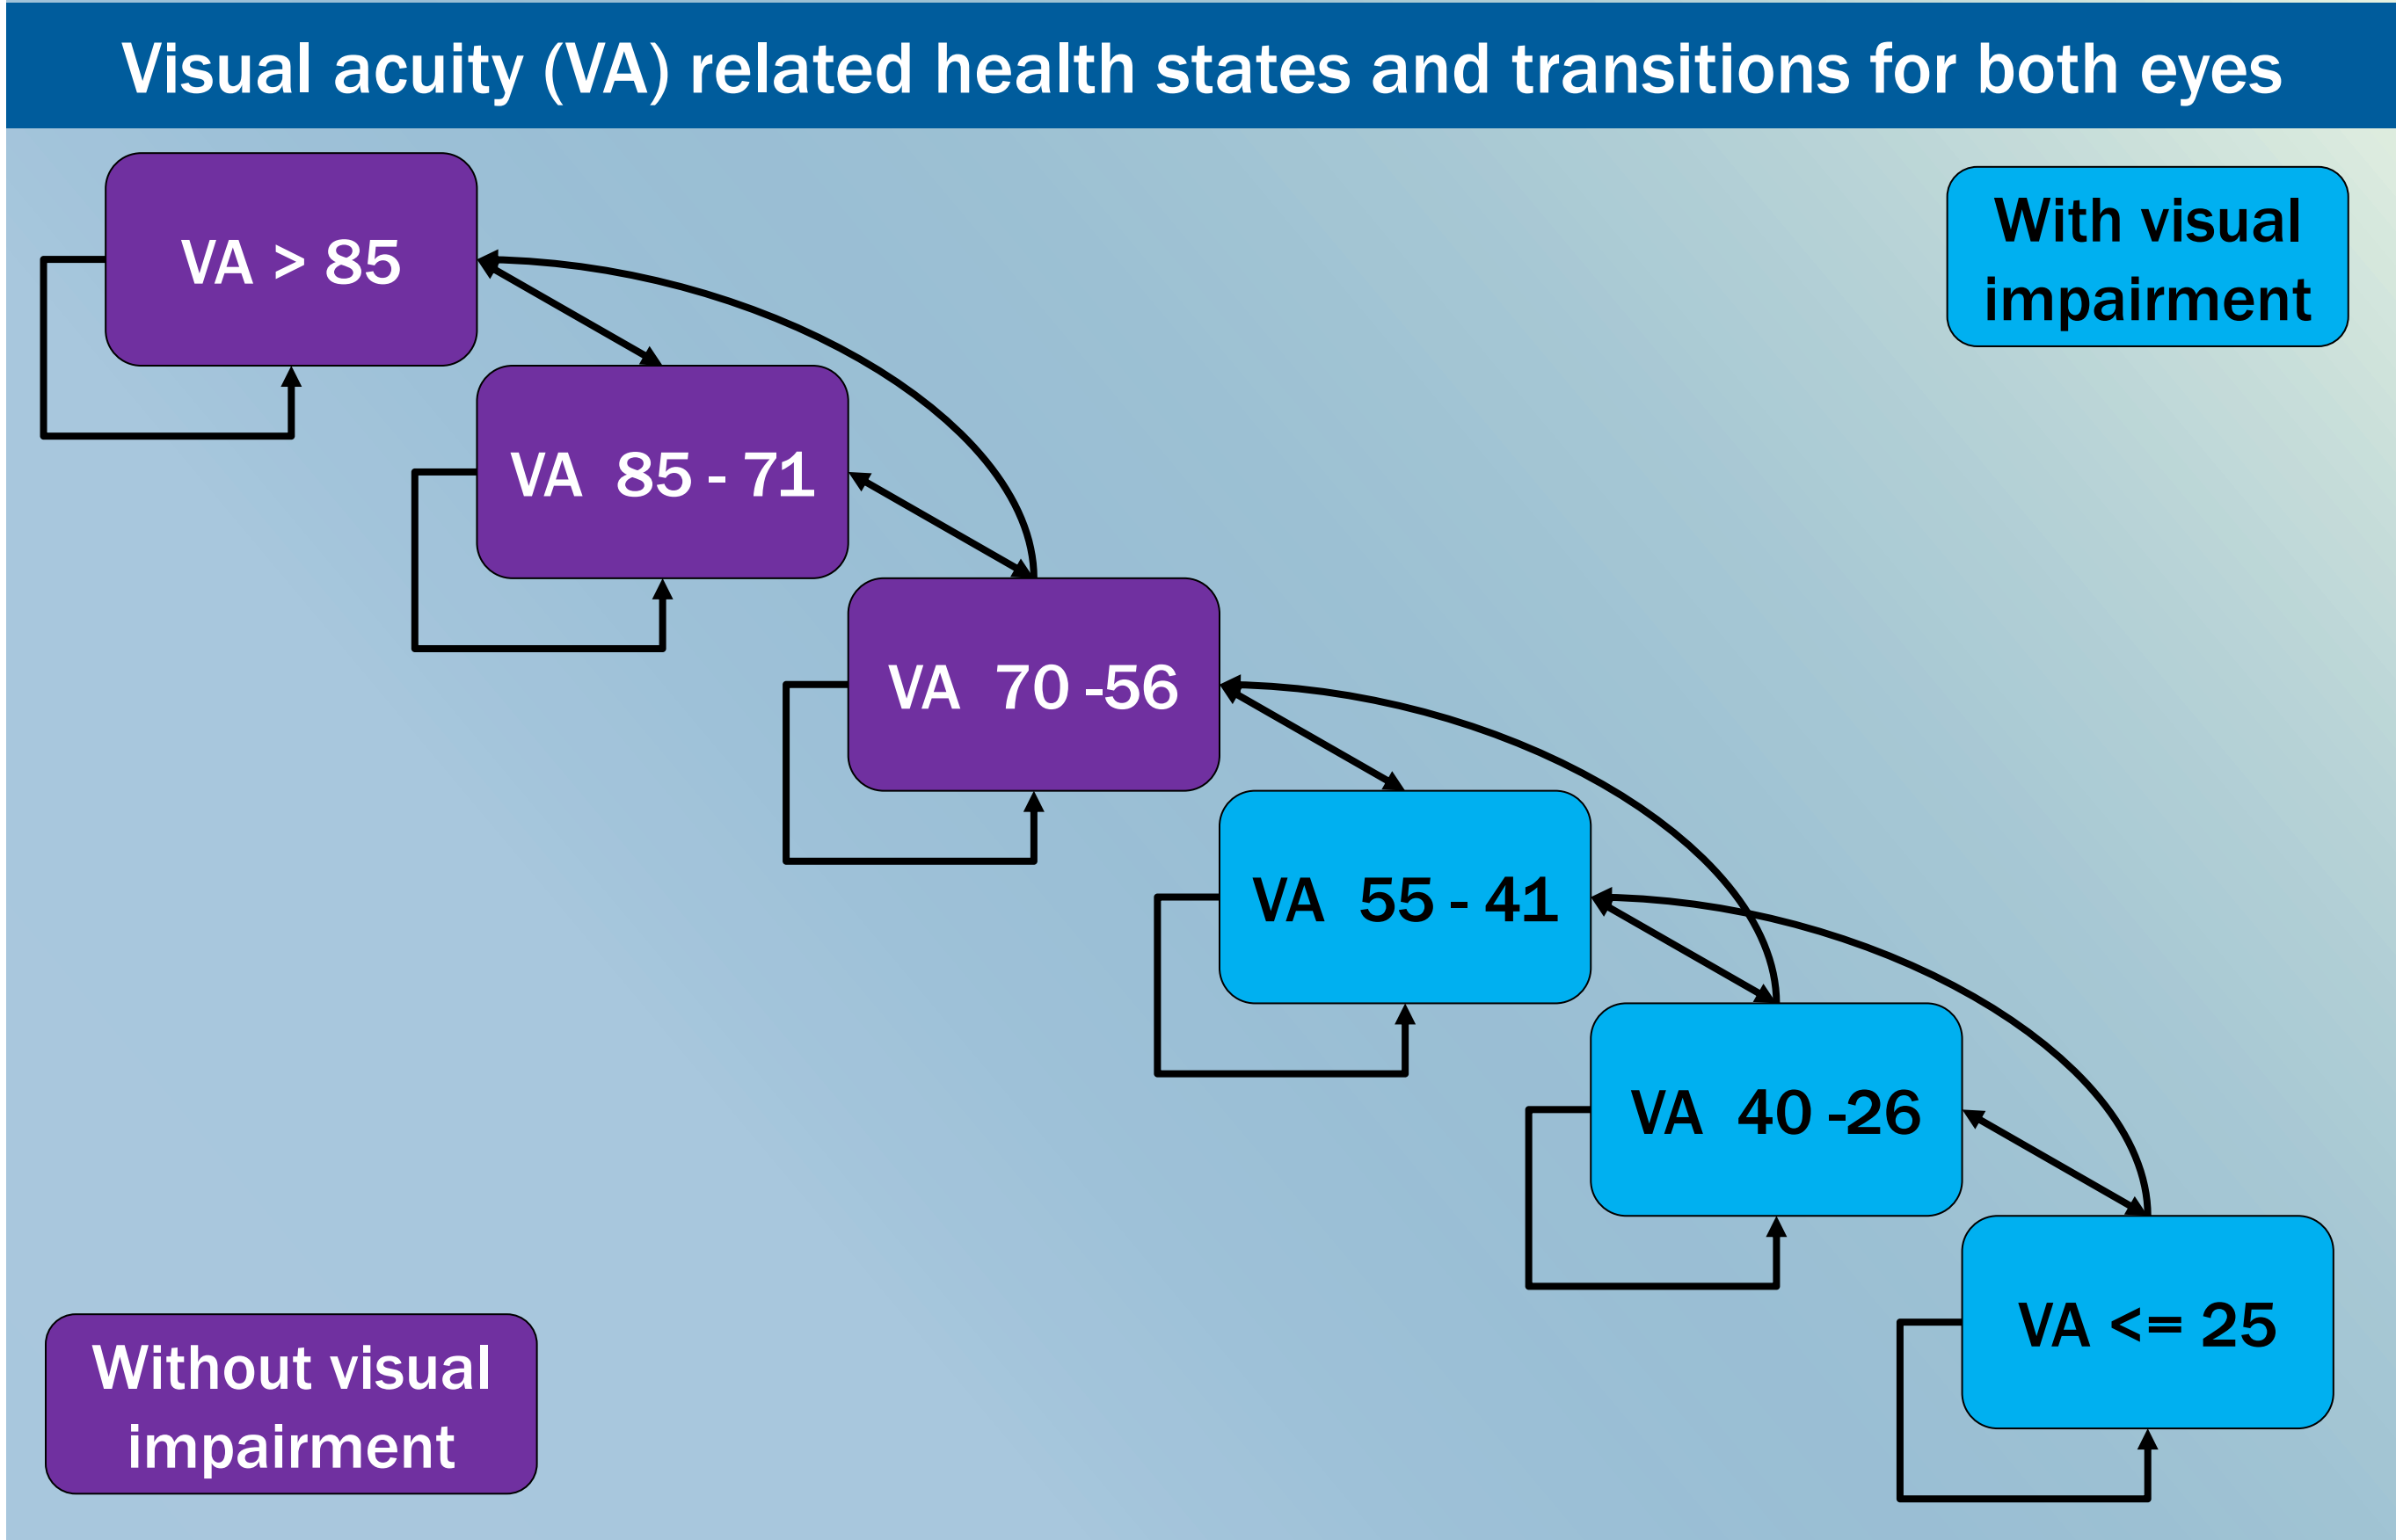 Visual acuity (VA) related health states and transitions for both eyes
VA > 85
With visual
impairment
VA 85 - 71
VA 70 -56
VA 55 - 41
VA 40 -26
VA <= 25
Without visual
impairment